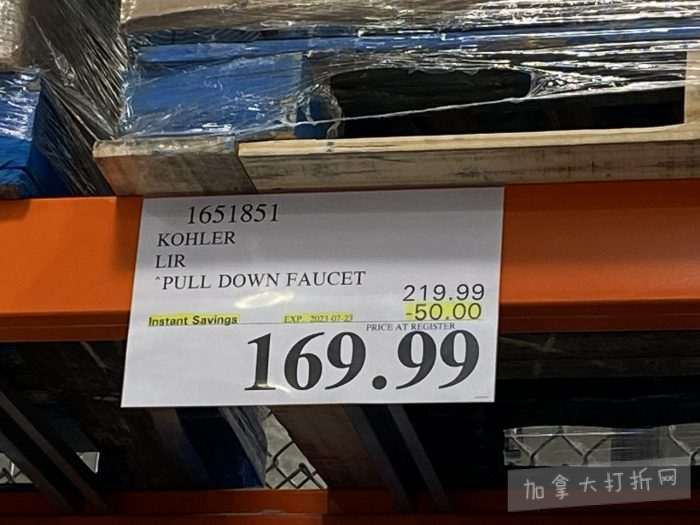 1651851
KOHLER
LIR
^PULL DOWN FAUCET
219.99
Instant Savings EXP. 2023-07-23 -50.00
PRICE AT REGISTER
169.99
加拿大打折网